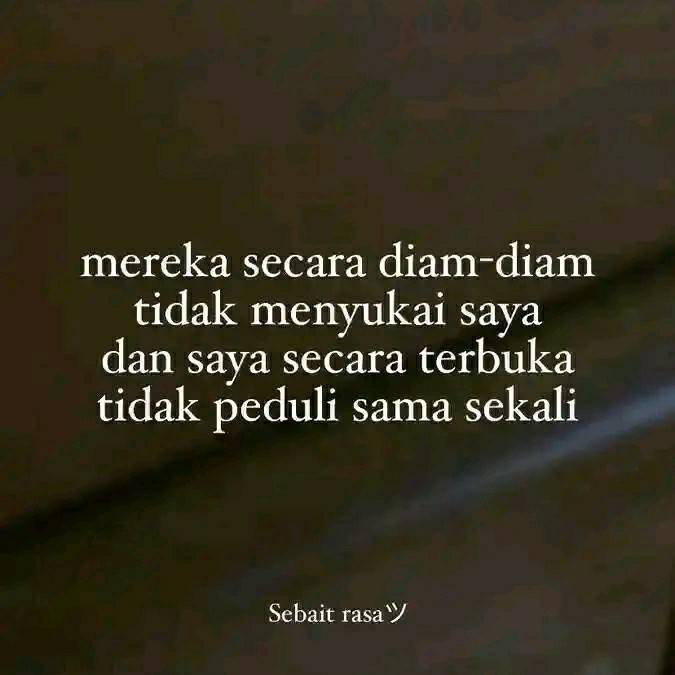 mereka secara diam-diam
tidak menyukai saya
dan saya secara terbuka
tidak peduli sama sekali
Sebait rasaツ